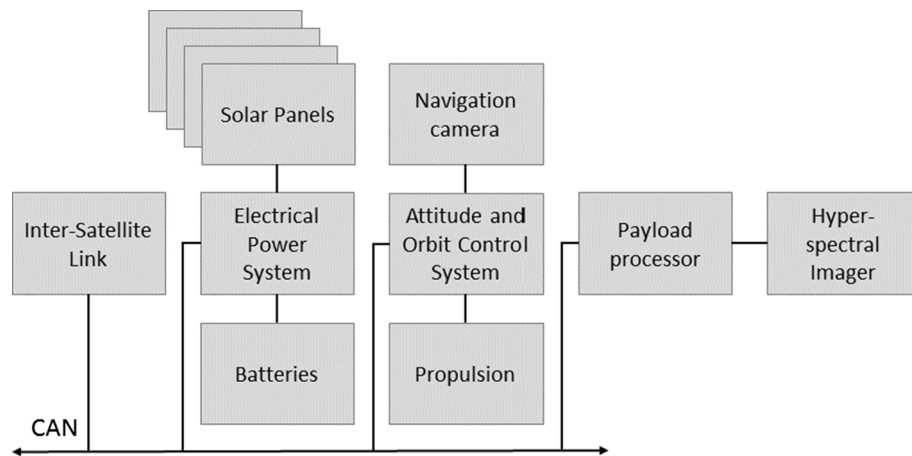 Solar Panels
Navigation
camera
Inter-Satellite
Link
Electrical
Power
System
Attitude and
Orbit Control
System
Payload
processor
Hyper-
spectral
Imager
Batteries
Propulsion
CAN